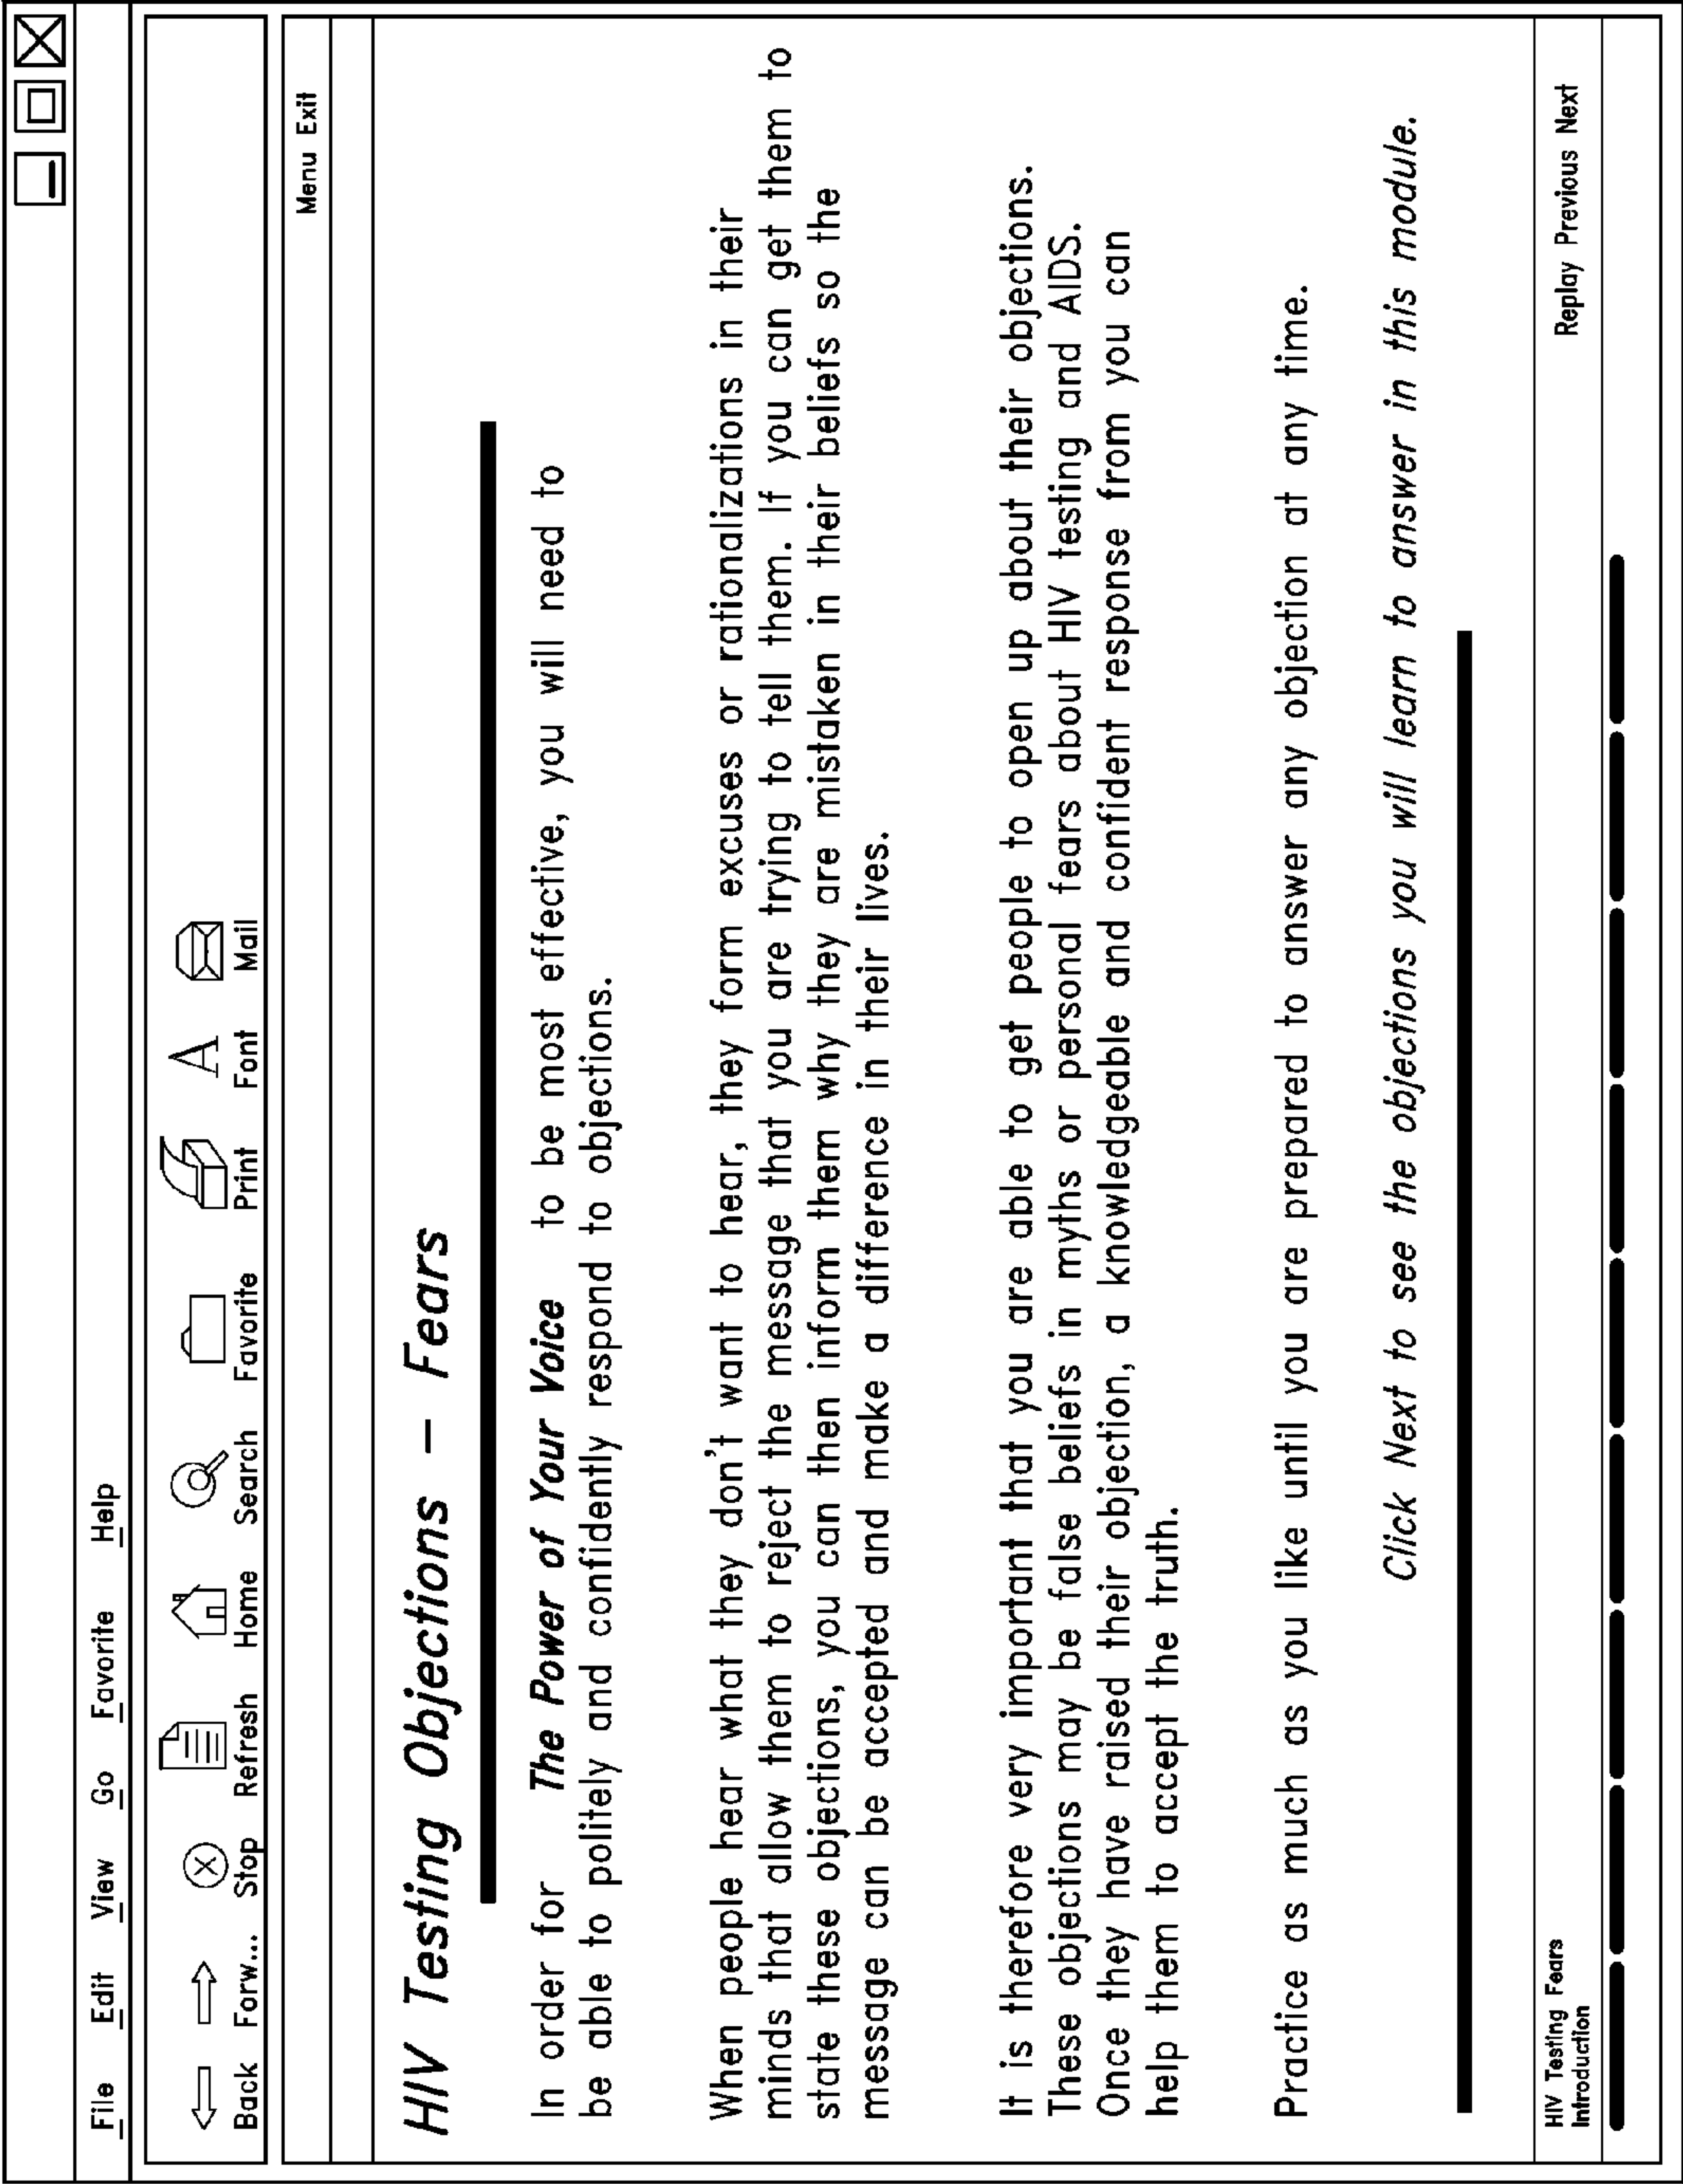 File Edit View Go Favorite Help
Back Forw... Stop Refresh Home Search Favorite Print Font Mail
Menu Exit
HIV Testing Objections – Fears
In order for The Power of Your Voice to be most effective, you will need to
be able to politely and confidently respond to objections.
When people hear what they don't want to hear, they form excuses or rationalizations in their
minds that allow them to reject the message that you are trying to tell them. If you can get them to
state these objections, you can then inform them why they are mistaken in their beliefs so the
message can be accepted and make a difference in their lives.
It is therefore very important that you are able to get people to open up about their objections.
These objections may be false beliefs in myths or personal fears about HIV testing and AIDS.
Once they have raised their objection, a knowledgeable and confident response from you can
help them to accept the truth.
Practice as much as you like until you are prepared to answer any objection at any time.
Click Next to see the objections you will learn to answer in this module.
HIV Testing Fears
Introduction
Replay Previous Next